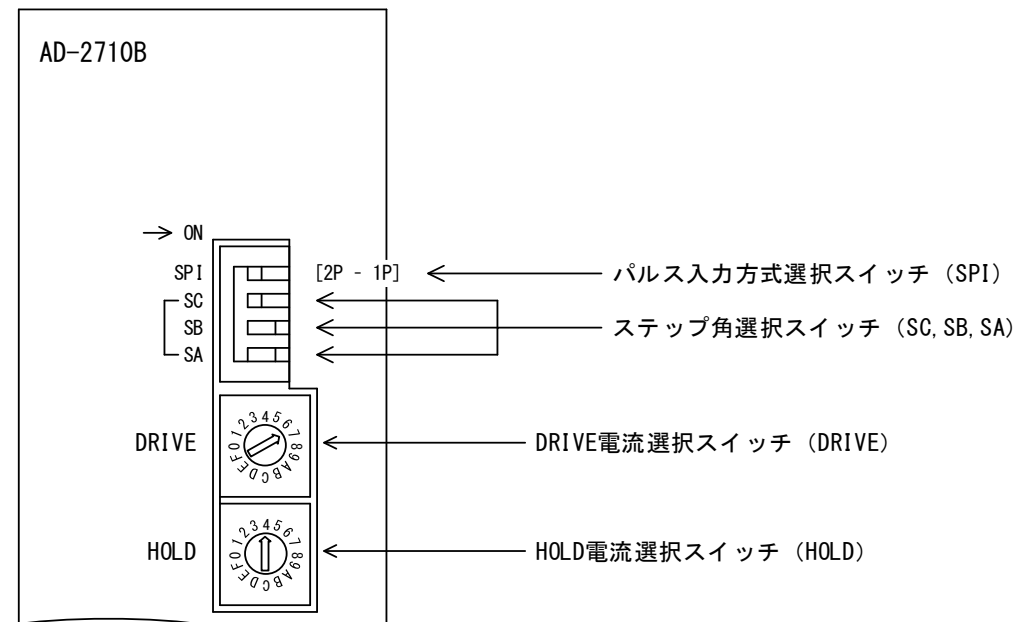 AD-2710B
→ ON
SPI [2P - 1P] パルス入力方式選択スイッチ (SPI)
SC
SB ステップ角選択スイッチ (SC,SB,SA)
SA
0123456789ABCDEF
DRIVE DRIVE電流選択スイッチ (DRIVE)
0123456789ABCDEF
HOLD HOLD電流選択スイッチ (HOLD)